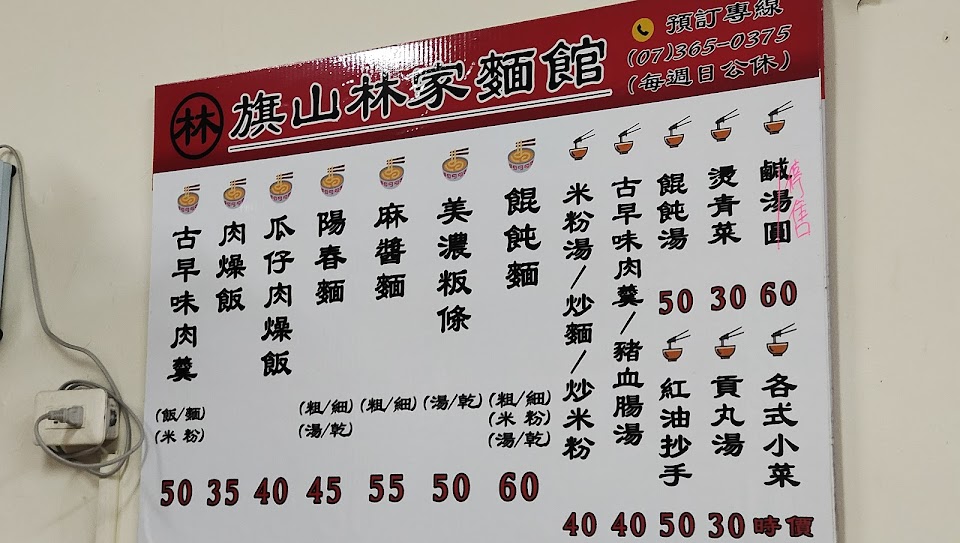 林
旗山林家麵館
預訂專線
(07)365-0375
(每週日公休)
鹹湯圓
60
停售
燙青菜
30
餛飩湯
50
各式小菜
時價
貢丸湯
30
紅油抄手
50
古早味肉羹/豬血腸湯
40
米粉湯/炒麵/炒米粉
40
餛飩麵
(粗/細)
(米粉)
(湯/乾)
60
美濃粄條
(湯/乾)
50
麻醬麵
(粗/細)
55
陽春麵
(粗/細)
(湯/乾)
45
瓜仔肉燥飯
40
肉燥飯
35
古早味肉羹
(飯/麵)
(米粉)
50